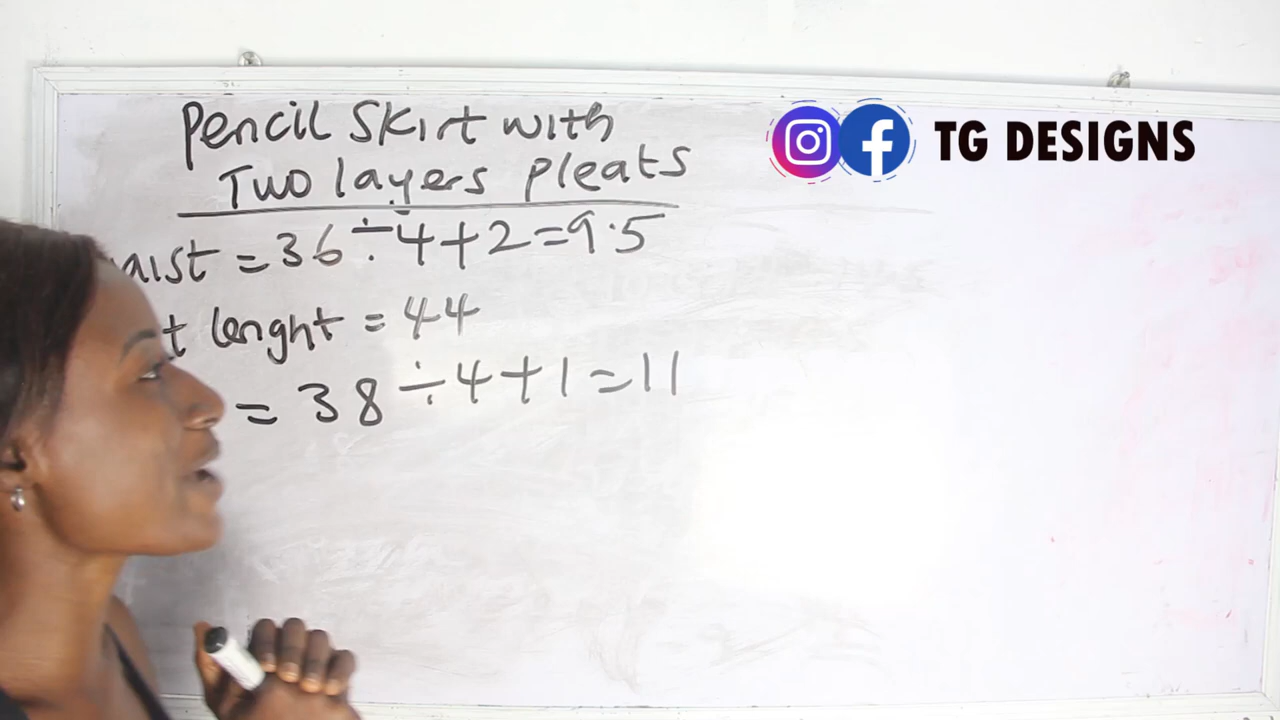 Pencil Skirt with
Two layers pleats
aist = 36 ÷ 4 + 2 = 9.5
t lenght = 44
= 38 ÷ 4 + 1 = 11
TG DESIGNS